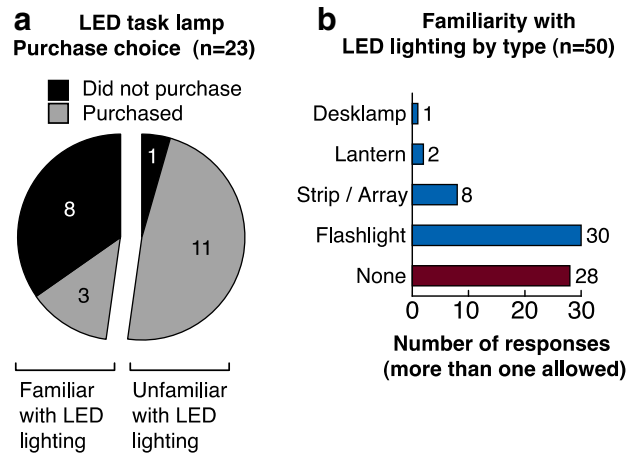 a
LED task lamp
Purchase choice (n=23)
Did not purchase
Purchased
8
1
3
11
Familiar
with LED
lighting
Unfamiliar
with LED
lighting
b
Familiarity with
LED lighting by type (n=50)
Desklamp 1
Lantern 2
Strip / Array 8
Flashlight 30
None 28
0 10 20 30
Number of responses
(more than one allowed)